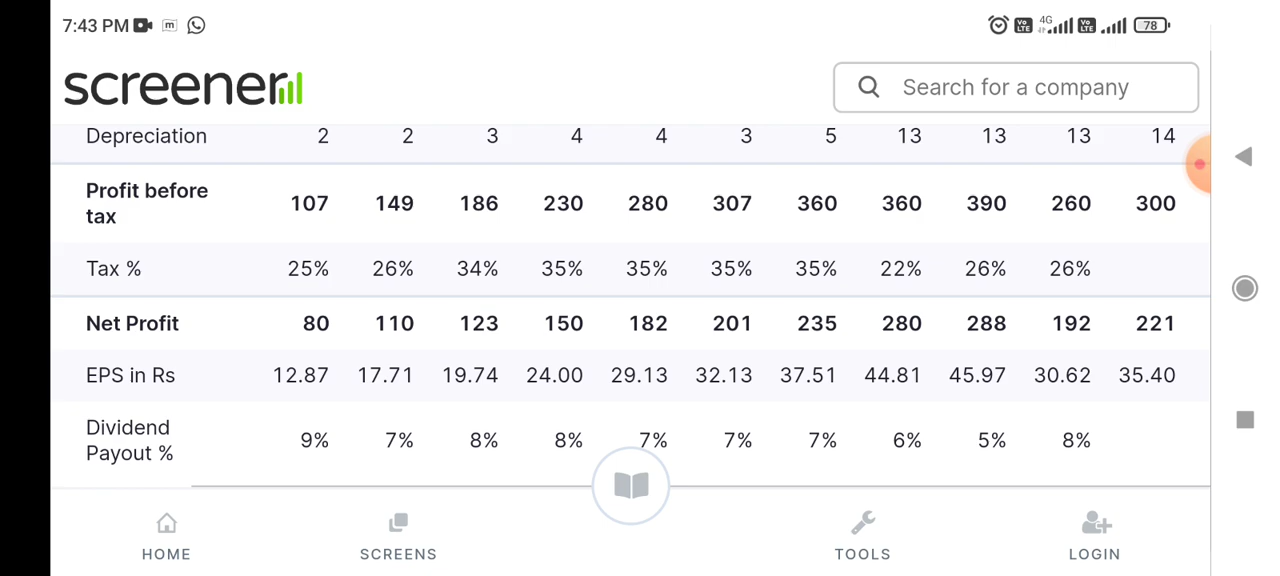 7:43 PM m 4G Vo LTE Vo LTE 78
screener
Search for a company
Depreciation 2 2 3 4 4 3 5 13 13 13 14
Profit before
tax 107 149 186 230 280 307 360 360 390 260 300
Tax % 25% 26% 34% 35% 35% 35% 35% 22% 26% 26%
Net Profit 80 110 123 150 182 201 235 280 288 192 221
EPS in Rs 12.87 17.71 19.74 24.00 29.13 32.13 37.51 44.81 45.97 30.62 35.40
Dividend
Payout % 9% 7% 8% 8% 7% 7% 7% 6% 5% 8%
HOME SCREENS TOOLS LOGIN